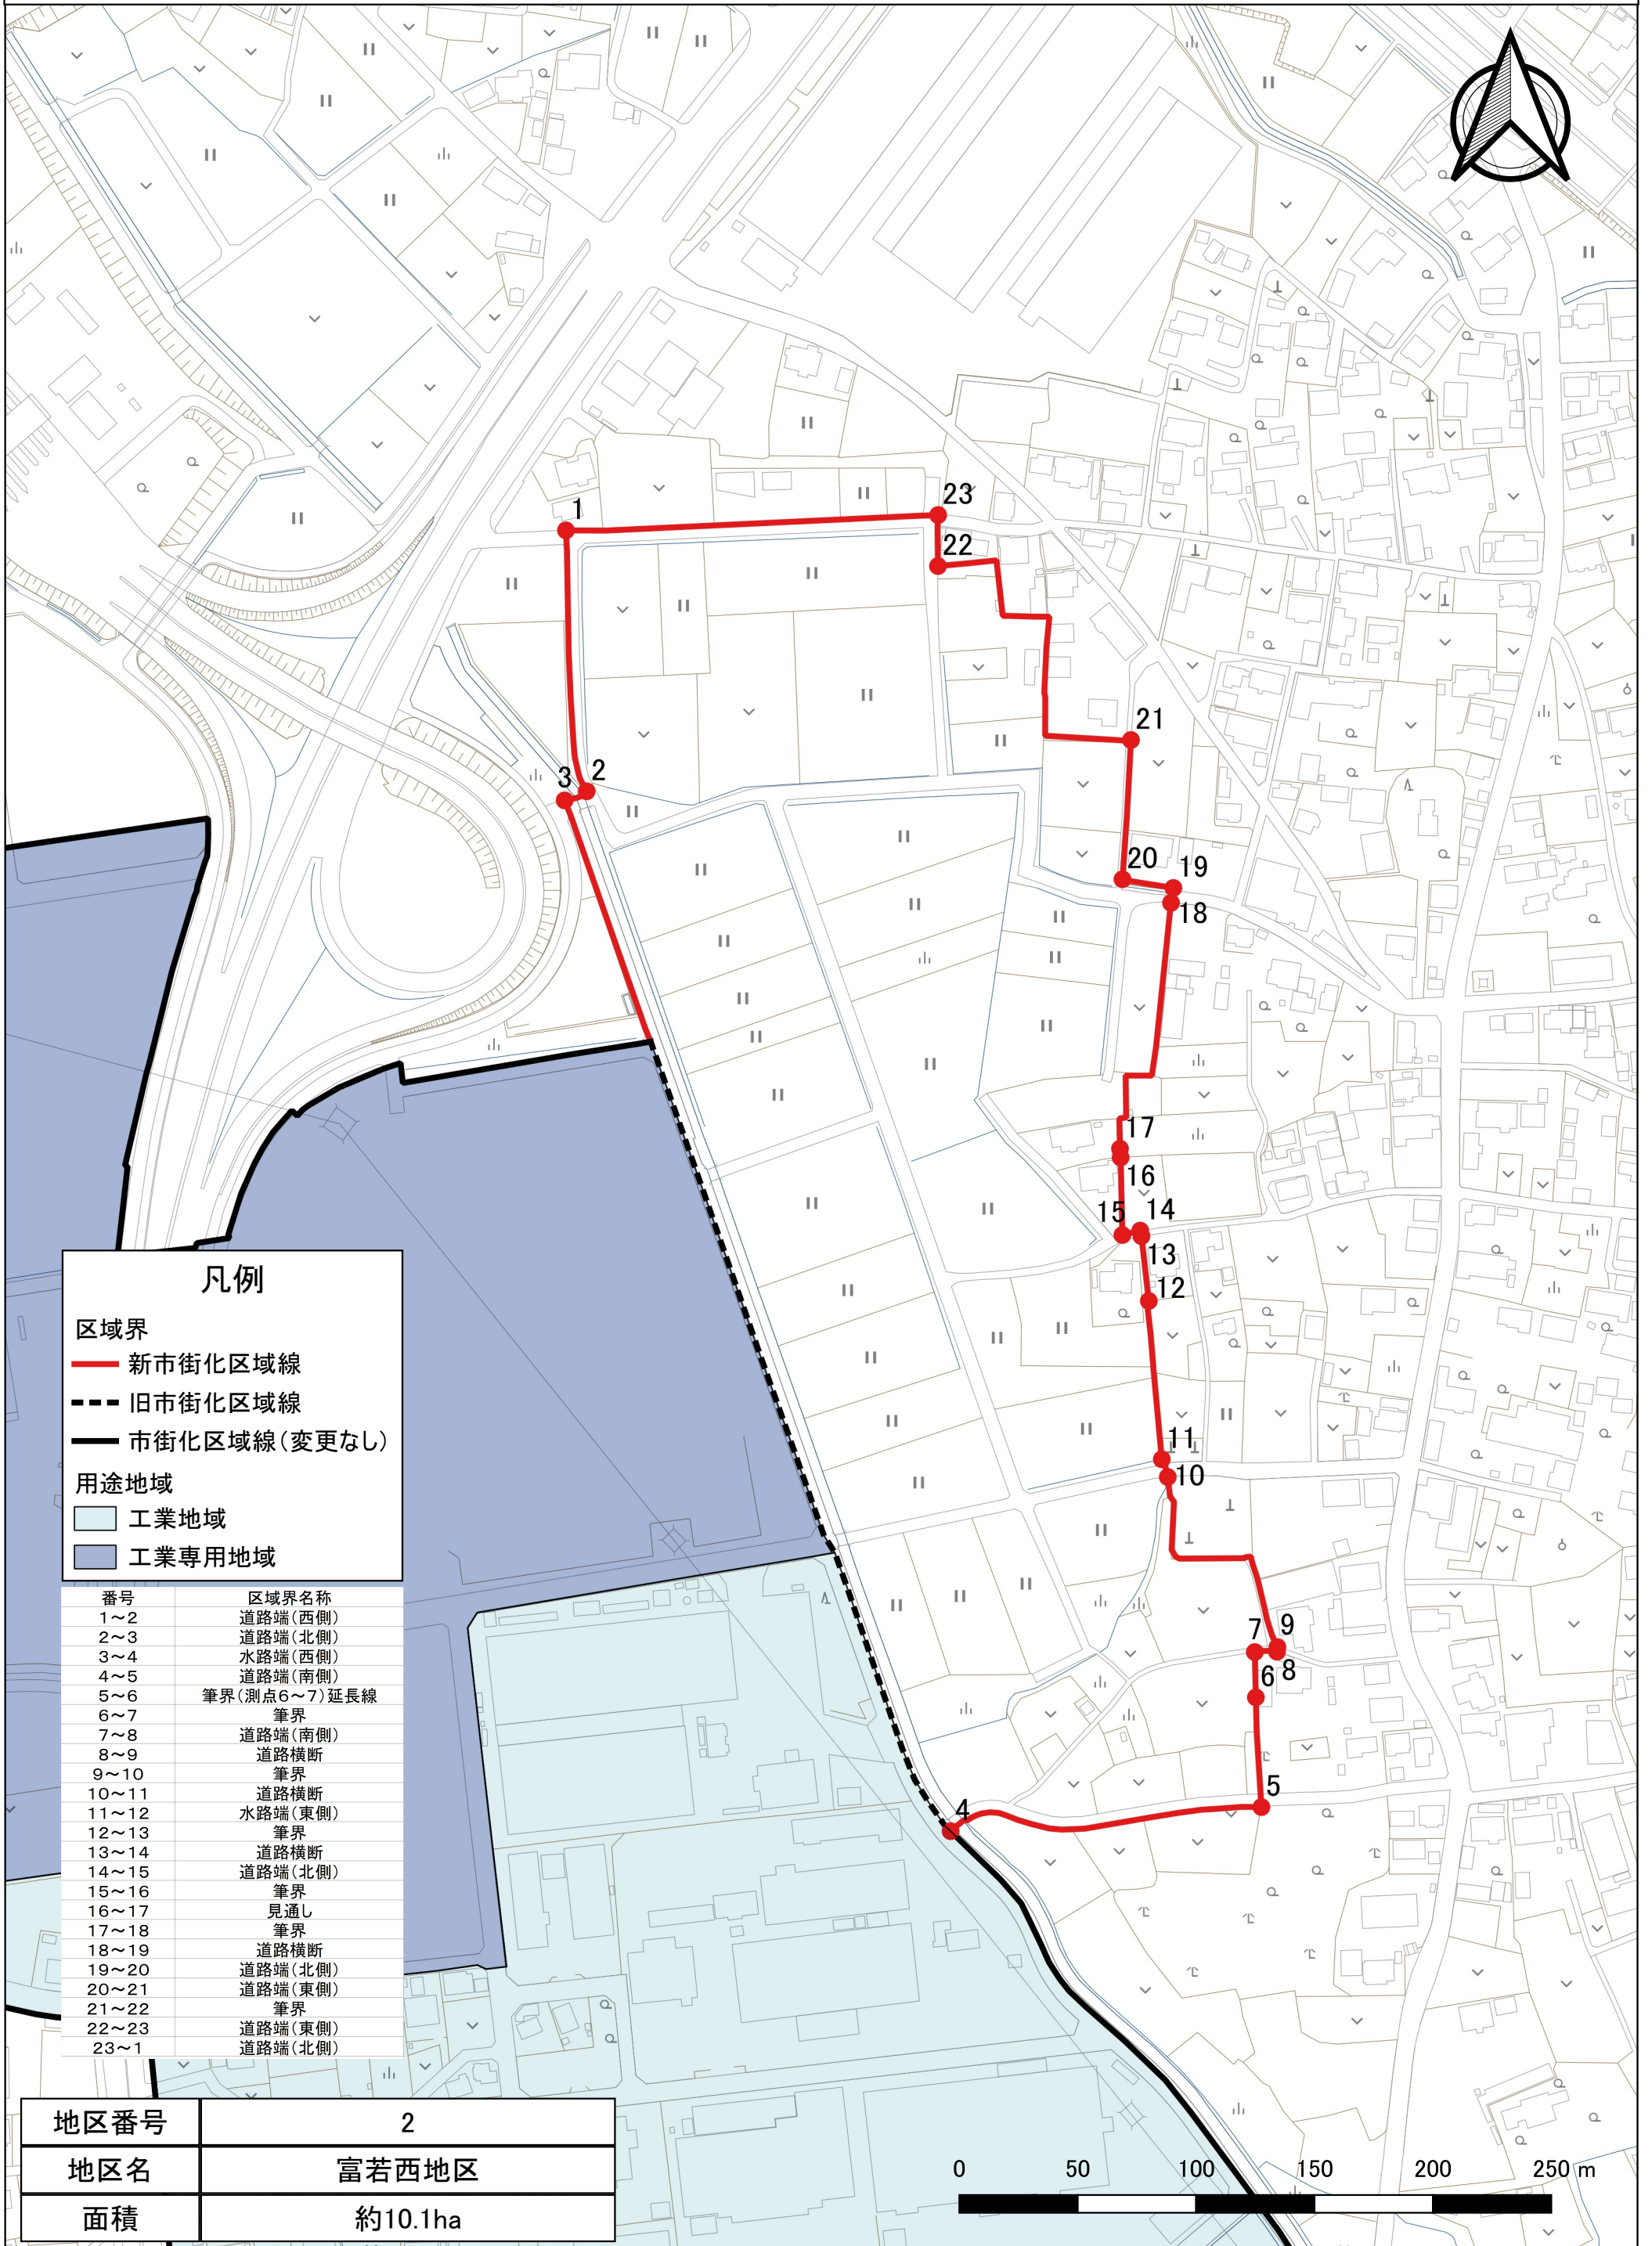 1
23
22
2
3
21
20
19
18
17
16
15
14
13
12
11
10
9
7
8
6
5
4
凡例
区域界
新市街化区域線
旧市街化区域線
市街化区域線(変更なし)
用途地域
工業地域
工業専用地域
番号 区域界名称
1～2 道路端(西側)
2～3 道路端(北側)
3～4 水路端(西側)
4～5 道路端(南側)
5～6 筆界(測点6～7)延長線
6～7 筆界
7～8 道路端(南側)
8～9 道路横断
9～10 筆界
10～11 道路横断
11～12 水路端(東側)
12～13 筆界
13～14 道路横断
14～15 道路端(北側)
15～16 筆界
16～17 見通し
17～18 筆界
18～19 道路横断
19～20 道路端(北側)
20～21 道路端(東側)
21～22 筆界
22～23 道路端(東側)
23～1 道路端(北側)
地区番号 2
地区名 富若西地区
面積 約10.1ha
0 50 100 150 200 250 m